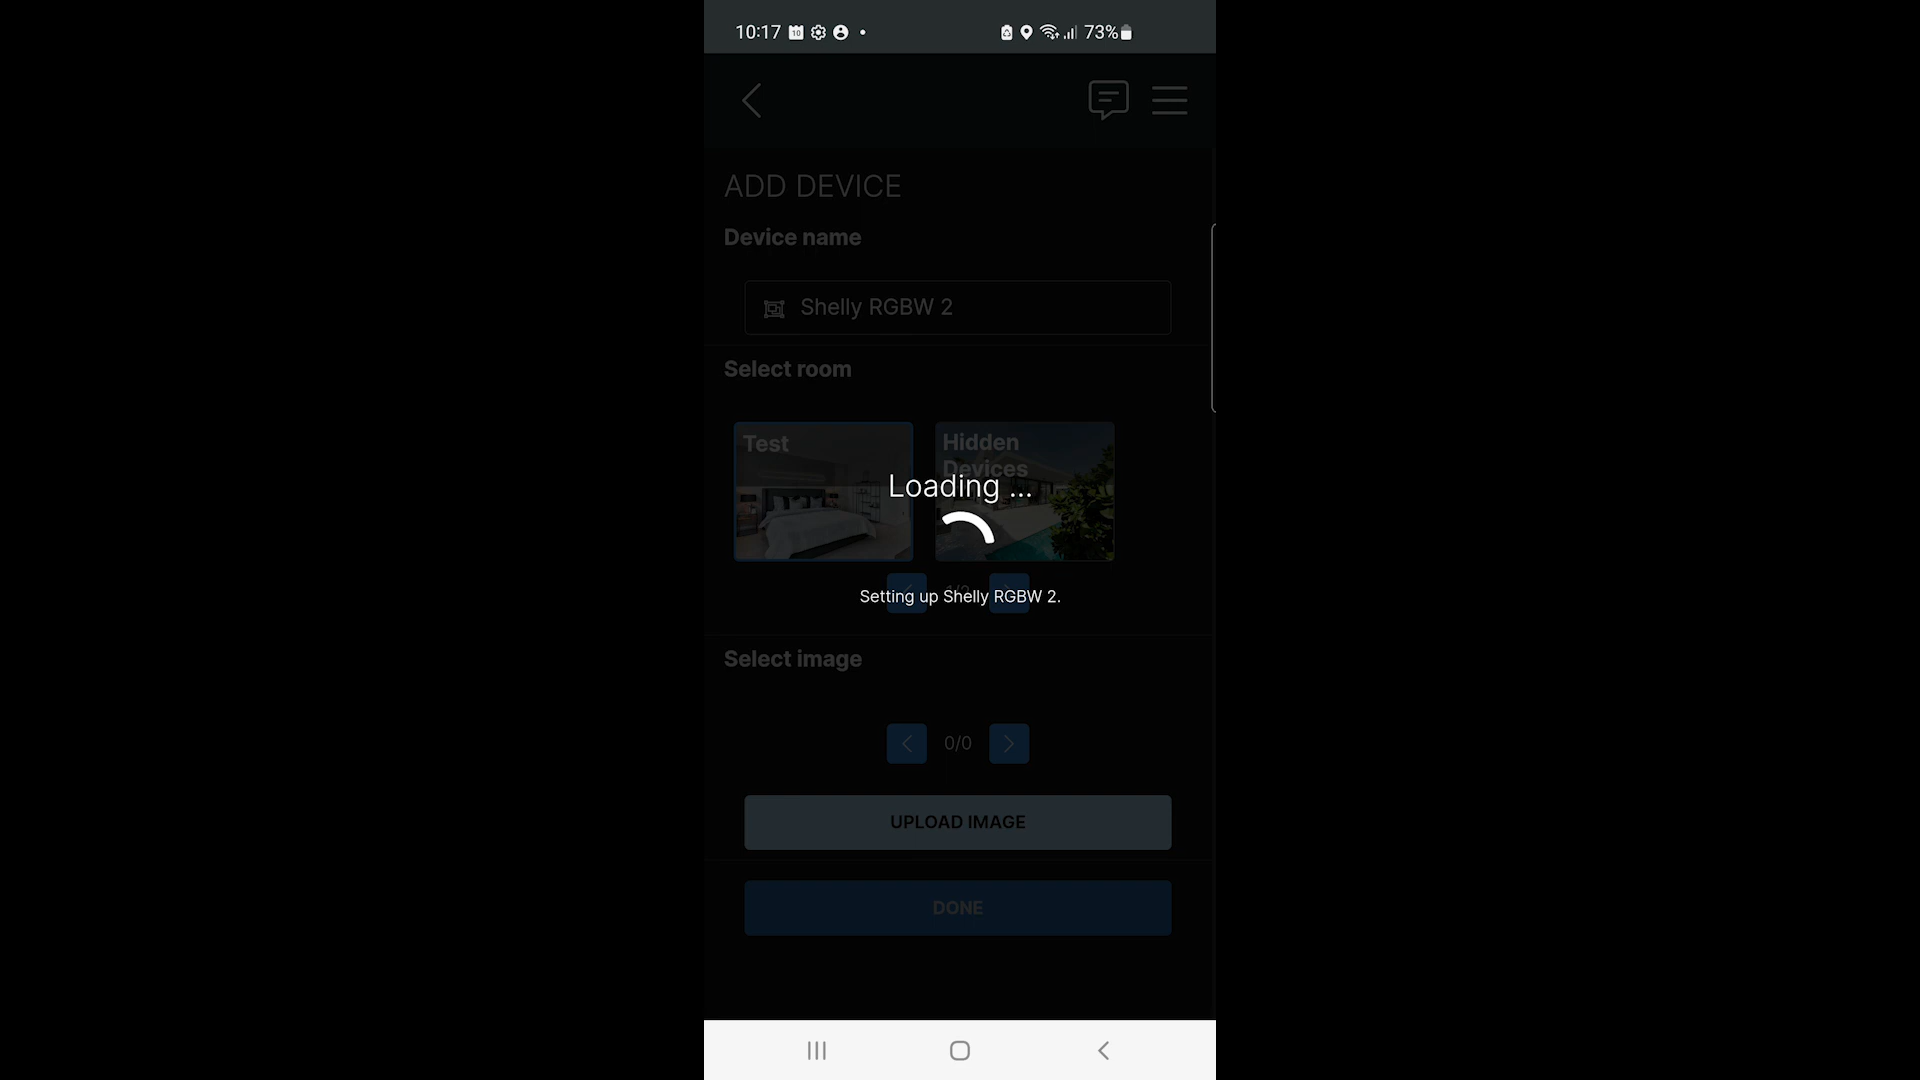 10:17
10
73%
ADD DEVICE
Device name
Shelly RGBW 2
Select room
Test
Hidden
Devices
Loading ...
Setting up Shelly RGBW 2.
Select image
0/0
UPLOAD IMAGE
DONE